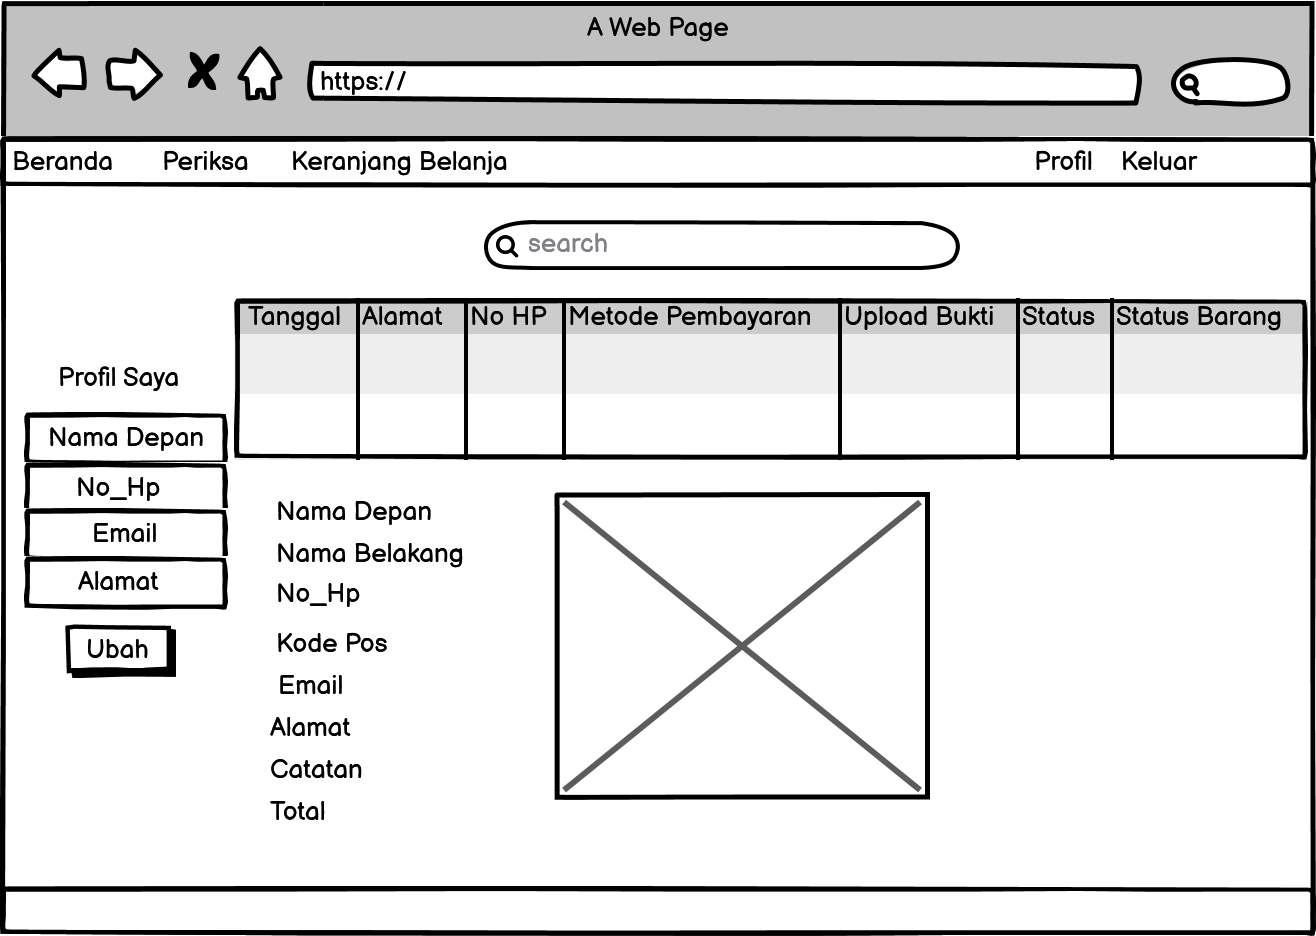 A Web Page
https://
Beranda Periksa Keranjang Belanja Profil Keluar
search
Tanggal Alamat No HP Metode Pembayaran Upload Bukti Status Status Barang
Profil Saya
Nama Depan
No_Hp
Email
Alamat
Ubah
Nama Depan
Nama Belakang
No_Hp
Kode Pos
Email
Alamat
Catatan
Total